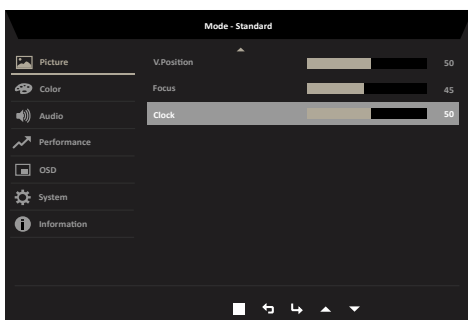 Mode - Standard
Picture
V.Position 50
Color
Focus 45
Audio
Clock 50
Performance
OSD
System
Information